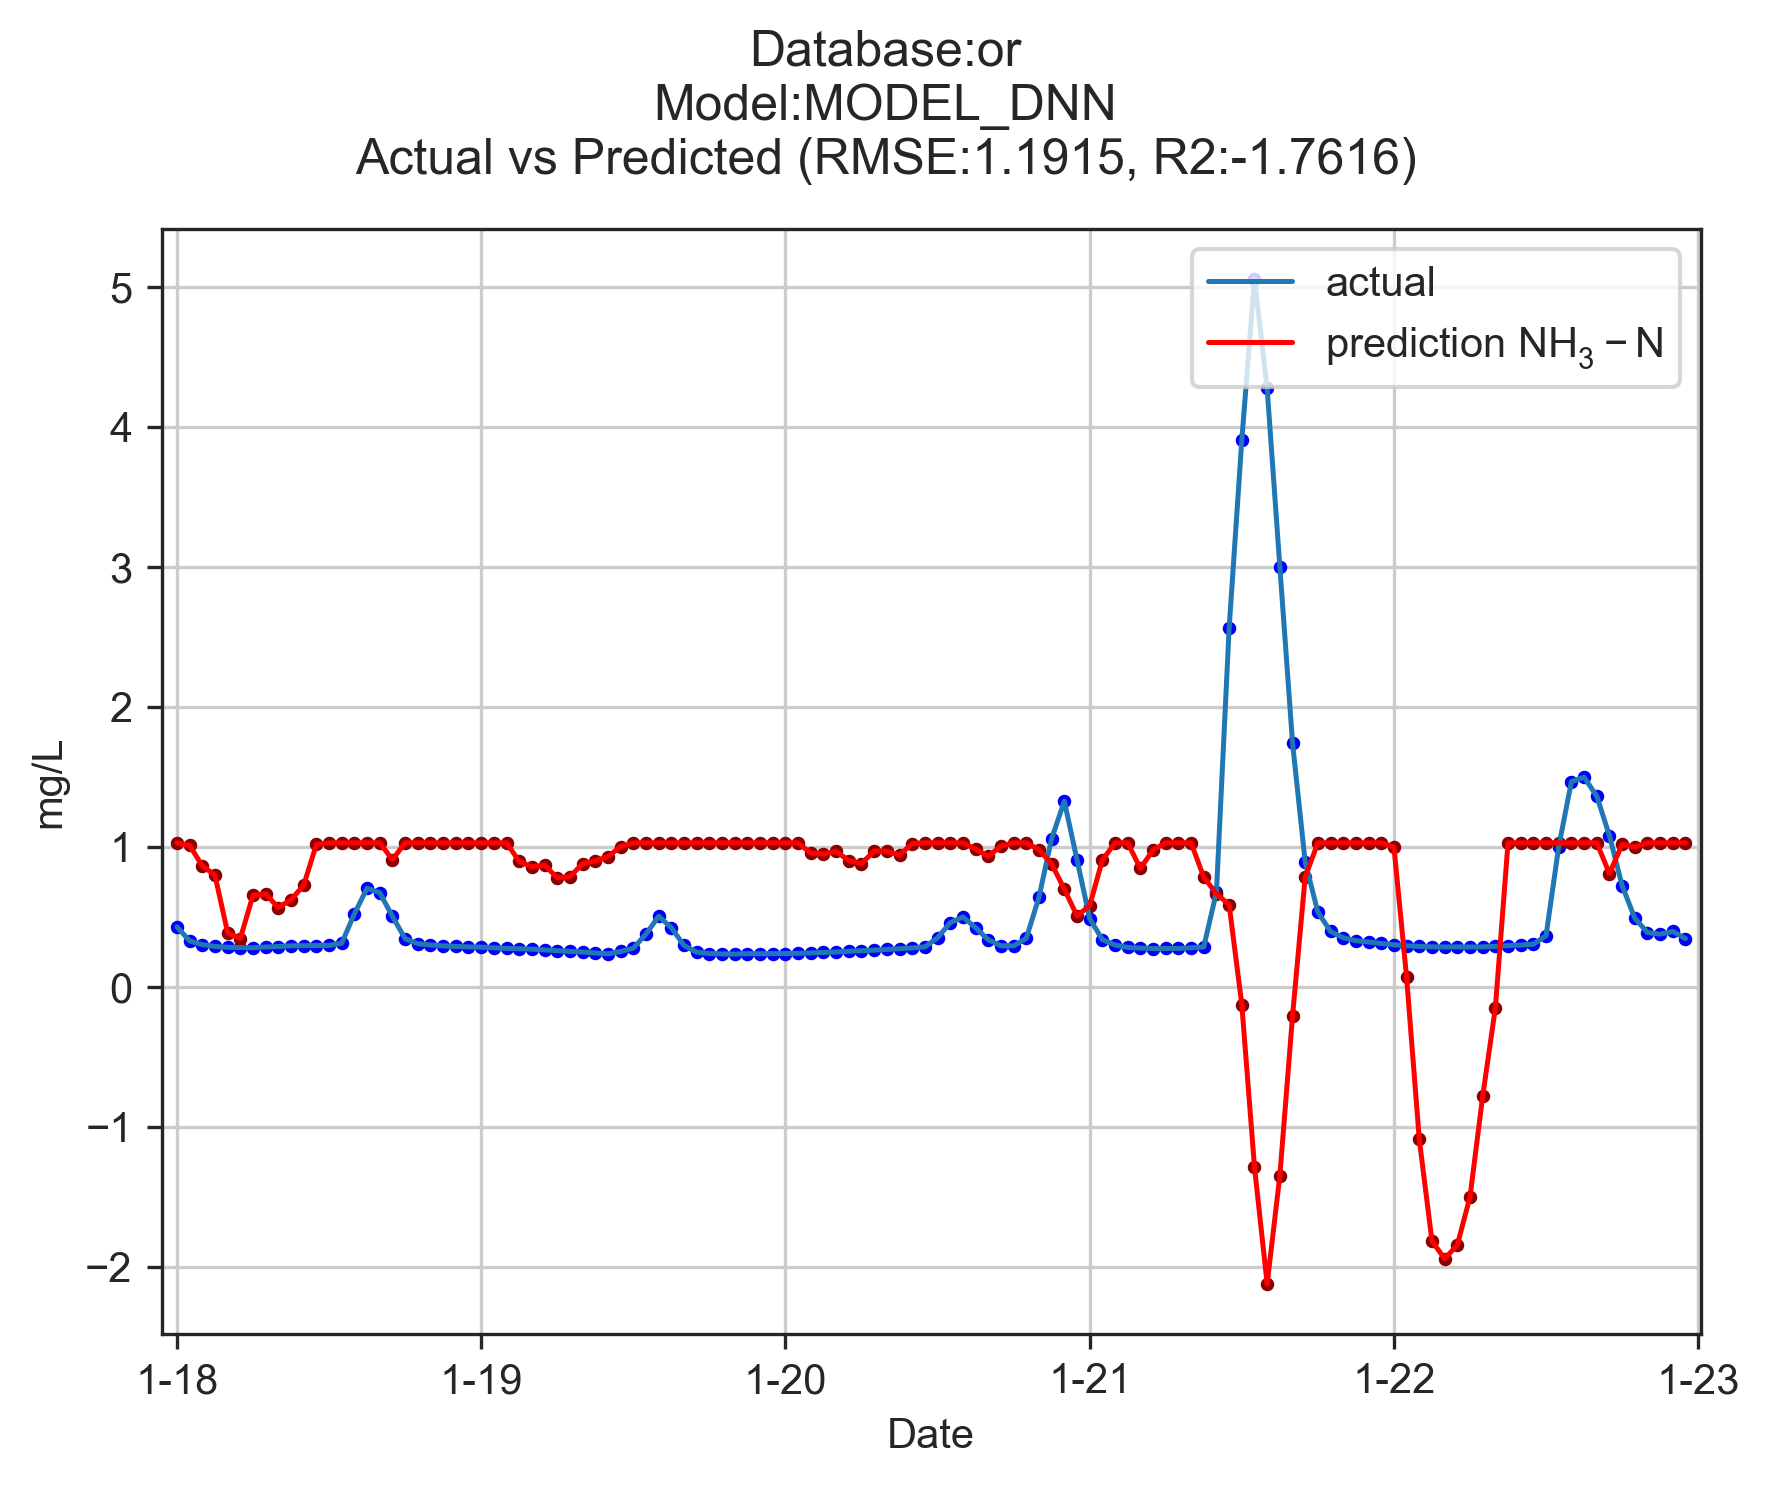 Database:or
Model:MODEL_DNN
Actual vs Predicted (RMSE:1.1915, R2:-1.7616)
actual
prediction NH₃ − N
5
4
3
2
1
0
−1
−2
mg/L
1-18 1-19 1-20 1-21 1-22 1-23
Date